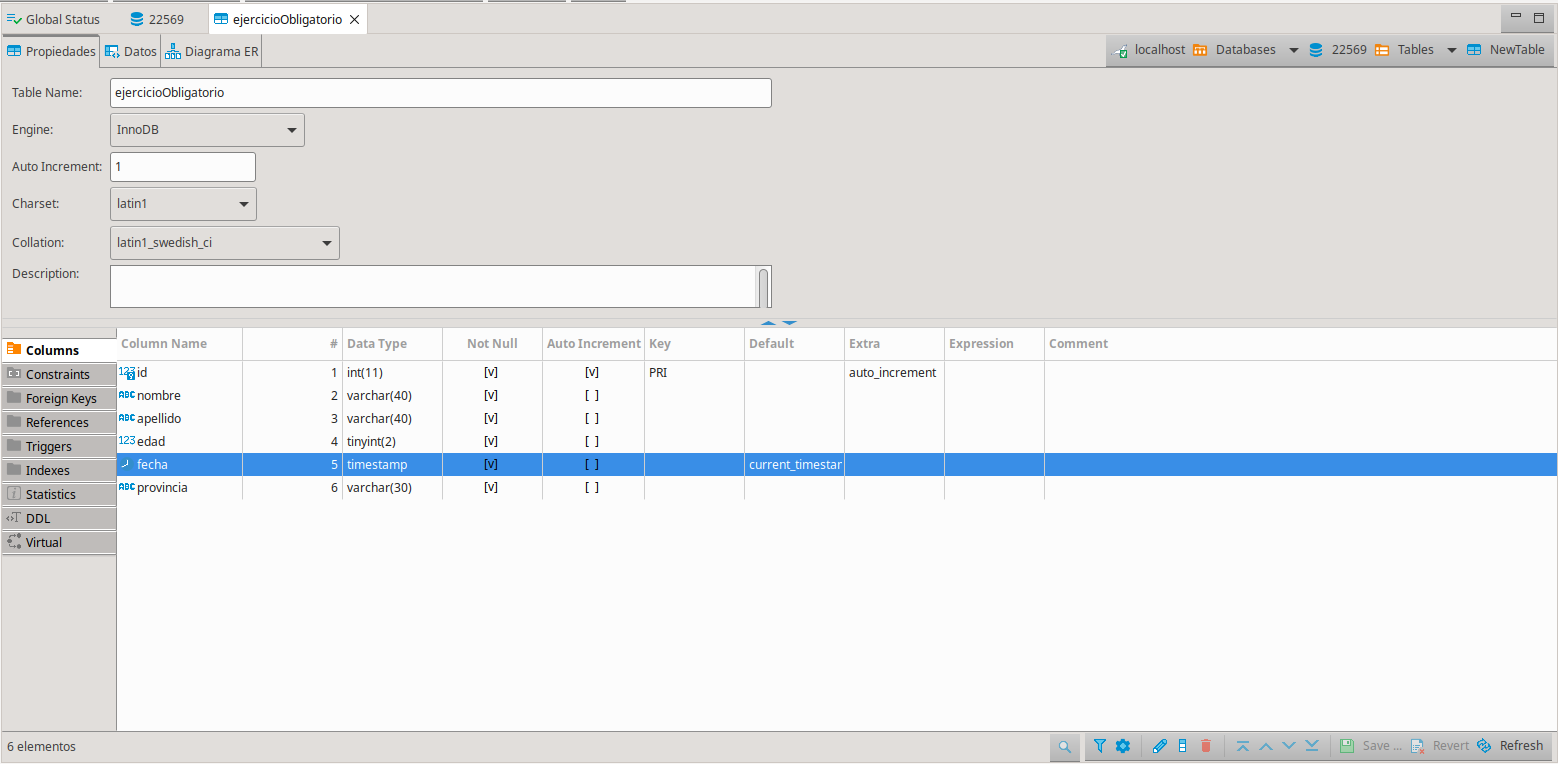 Global Status 22569 ejercicioObligatorio
Propiedades Datos Diagrama ER localhost Databases 22569 Tables NewTable
Table Name: ejercicioObligatorio
Engine: InnoDB
Auto Increment: 1
Charset: latin1
Collation: latin1_swedish_ci
Description:
Columns
Constraints
Foreign Keys
References
Triggers
Indexes
Statistics
DDL
Virtual
Column Name # Data Type Not Null Auto Increment Key Default Extra Expression Comment
id 1 int(11) [v] [v] PRI auto_increment
nombre 2 varchar(40) [v] [ ]
apellido 3 varchar(40) [v] [ ]
edad 4 tinyint(2) [v] [ ]
fecha 5 timestamp [v] [ ] current_timestar
provincia 6 varchar(30) [v] [ ]
6 elementos Save ... Revert Refresh